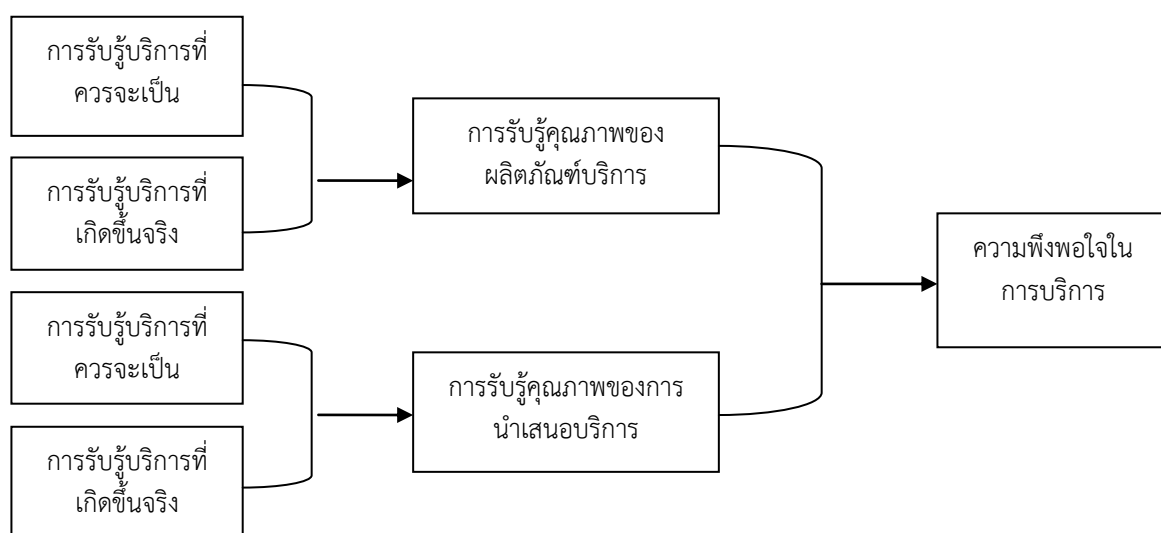 การรับรู้บริการที่
ควรจะเป็น
การรับรู้บริการที่
เกิดขึ้นจริง
การรับรู้คุณภาพของ
ผลิตภัณฑ์บริการ
การรับรู้บริการที่
ควรจะเป็น
การรับรู้บริการที่
เกิดขึ้นจริง
การรับรู้คุณภาพของการ
นำเสนอบริการ
ความพึงพอใจใน
การบริการ